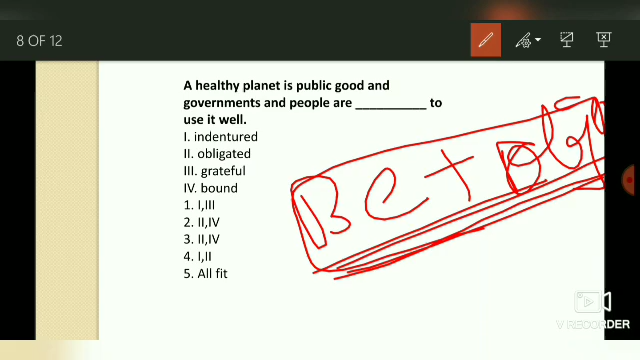 8 OF 12
A healthy planet is public good and
governments and people are __________ to
use it well.
I. indentured
II. obligated
III. grateful
IV. bound
1. I,III
2. II,IV
3. II,IV
4. I,II
5. All fit
V RECORDER